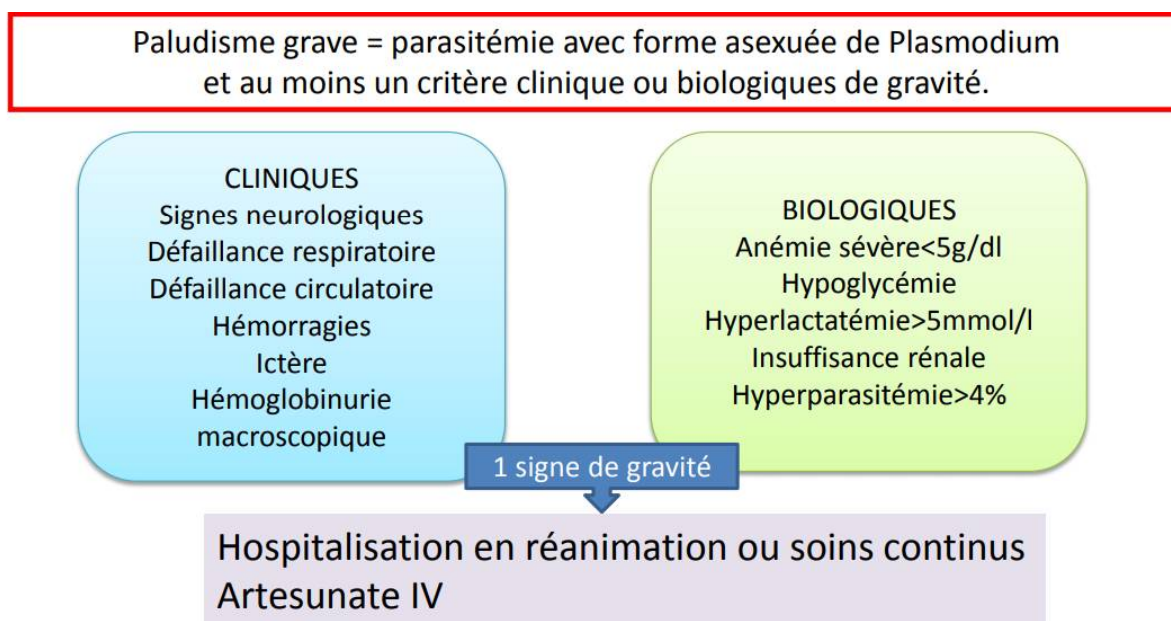 Paludisme grave = parasitémie avec forme asexuée de Plasmodium
et au moins un critère clinique ou biologiques de gravité.
CLINIQUES
Signes neurologiques
Défaillance respiratoire
Défaillance circulatoire
Hémorragies
Ictère
Hémoglobinurie
macroscopique
BIOLOGIQUES
Anémie sévère<5g/dl
Hypoglycémie
Hyperlactatémie>5mmol/l
Insuffisance rénale
Hyperparasitémie>4%
1 signe de gravité
Hospitalisation en réanimation ou soins continus
Artesunate IV